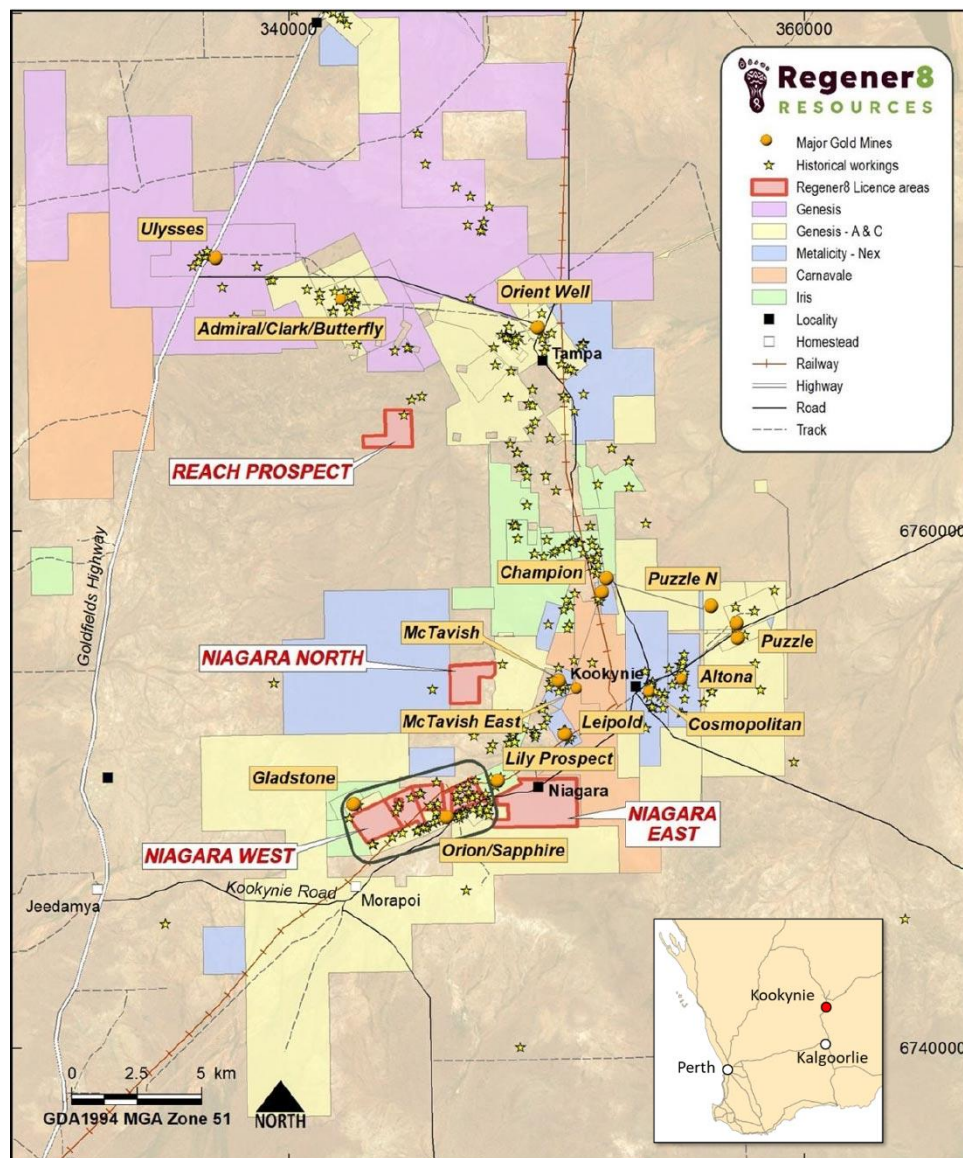 340000
360000
Regener8
RESOURCES
Major Gold Mines
Historical workings
Regener8 Licence areas
Genesis
Genesis - A & C
Metalicity - Nex
Carnavale
Iris
Locality
Homestead
Railway
Highway
Road
Track
Ulysses
Admiral/Clark/Butterfly
Orient Well
Tampa
REACH PROSPECT
Goldfields Highway
6760000
Champion
Puzzle N
McTavish
Puzzle
NIAGARA NORTH
Kookynie
Altona
McTavish East
Leipold
Cosmopolitan
Lily Prospect
Gladstone
Niagara
NIAGARA
EAST
NIAGARA WEST
Orion/Sapphire
Kookynie Road
Jeedamya
Morapoi
Kookynie
Kalgoorlie
Perth
6740000
0 2.5 5 km
GDA1994 MGA Zone 51
NORTH